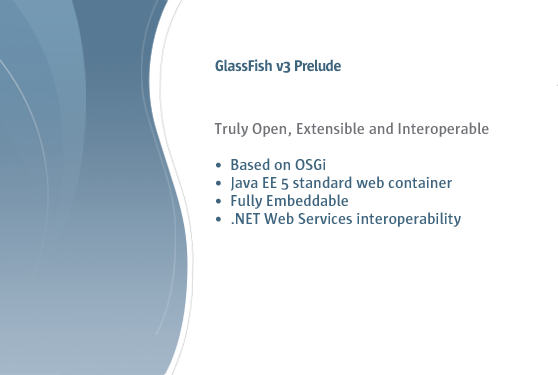 GlassFish v3 Prelude
Truly Open, Extensible and Interoperable
• Based on OSGi
• Java EE 5 standard web container
• Fully Embeddable
• .NET Web Services interoperability